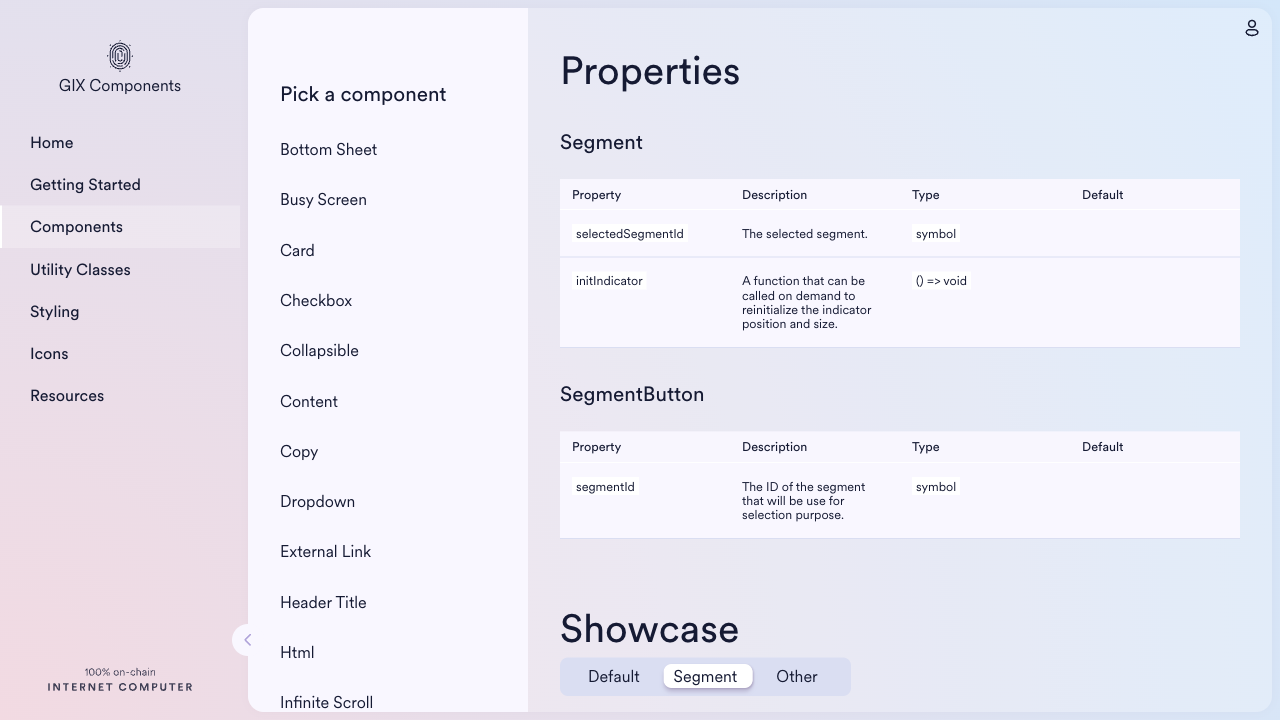 GIX Components
Home
Getting Started
Components
Utility Classes
Styling
Icons
Resources
100% on-chain
INTERNET COMPUTER
Pick a component
Bottom Sheet
Busy Screen
Card
Checkbox
Collapsible
Content
Copy
Dropdown
External Link
Header Title
Html
Infinite Scroll
Properties
Segment
Property Description Type Default
selectedSegmentId The selected segment. symbol
initIndicator A function that can be () => void
called on demand to
reinitialize the indicator
position and size.
SegmentButton
Property Description Type Default
segmentId The ID of the segment symbol
that will be use for
selection purpose.
Showcase
Default Segment Other